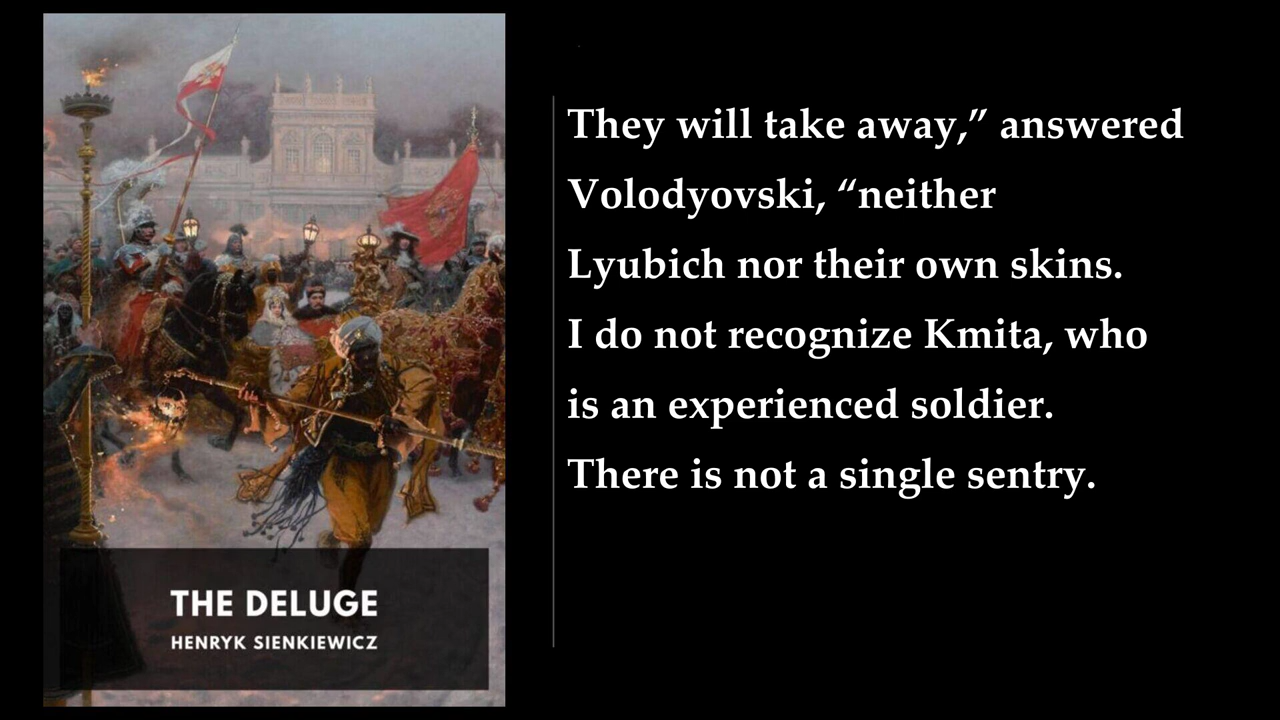 They will take away,” answered
Volodyovski, “neither
Lyubich nor their own skins.
I do not recognize Kmita, who
is an experienced soldier.
There is not a single sentry.
THE DELUGE
HENRYK SIENKIEWICZ